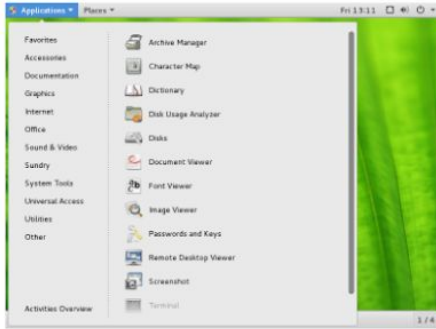 Applications Places Fri 13:11
Favorites
Accessories
Documentation
Graphics
Internet
Office
Sound & Video
Sundry
System Tools
Universal Access
Utilities
Other
Activities Overview
Archive Manager
Character Map
Dictionary
Disk Usage Analyzer
Disks
Document Viewer
Font Viewer
Image Viewer
Passwords and Keys
Remote Desktop Viewer
Screenshot
Terminal
1 / 4